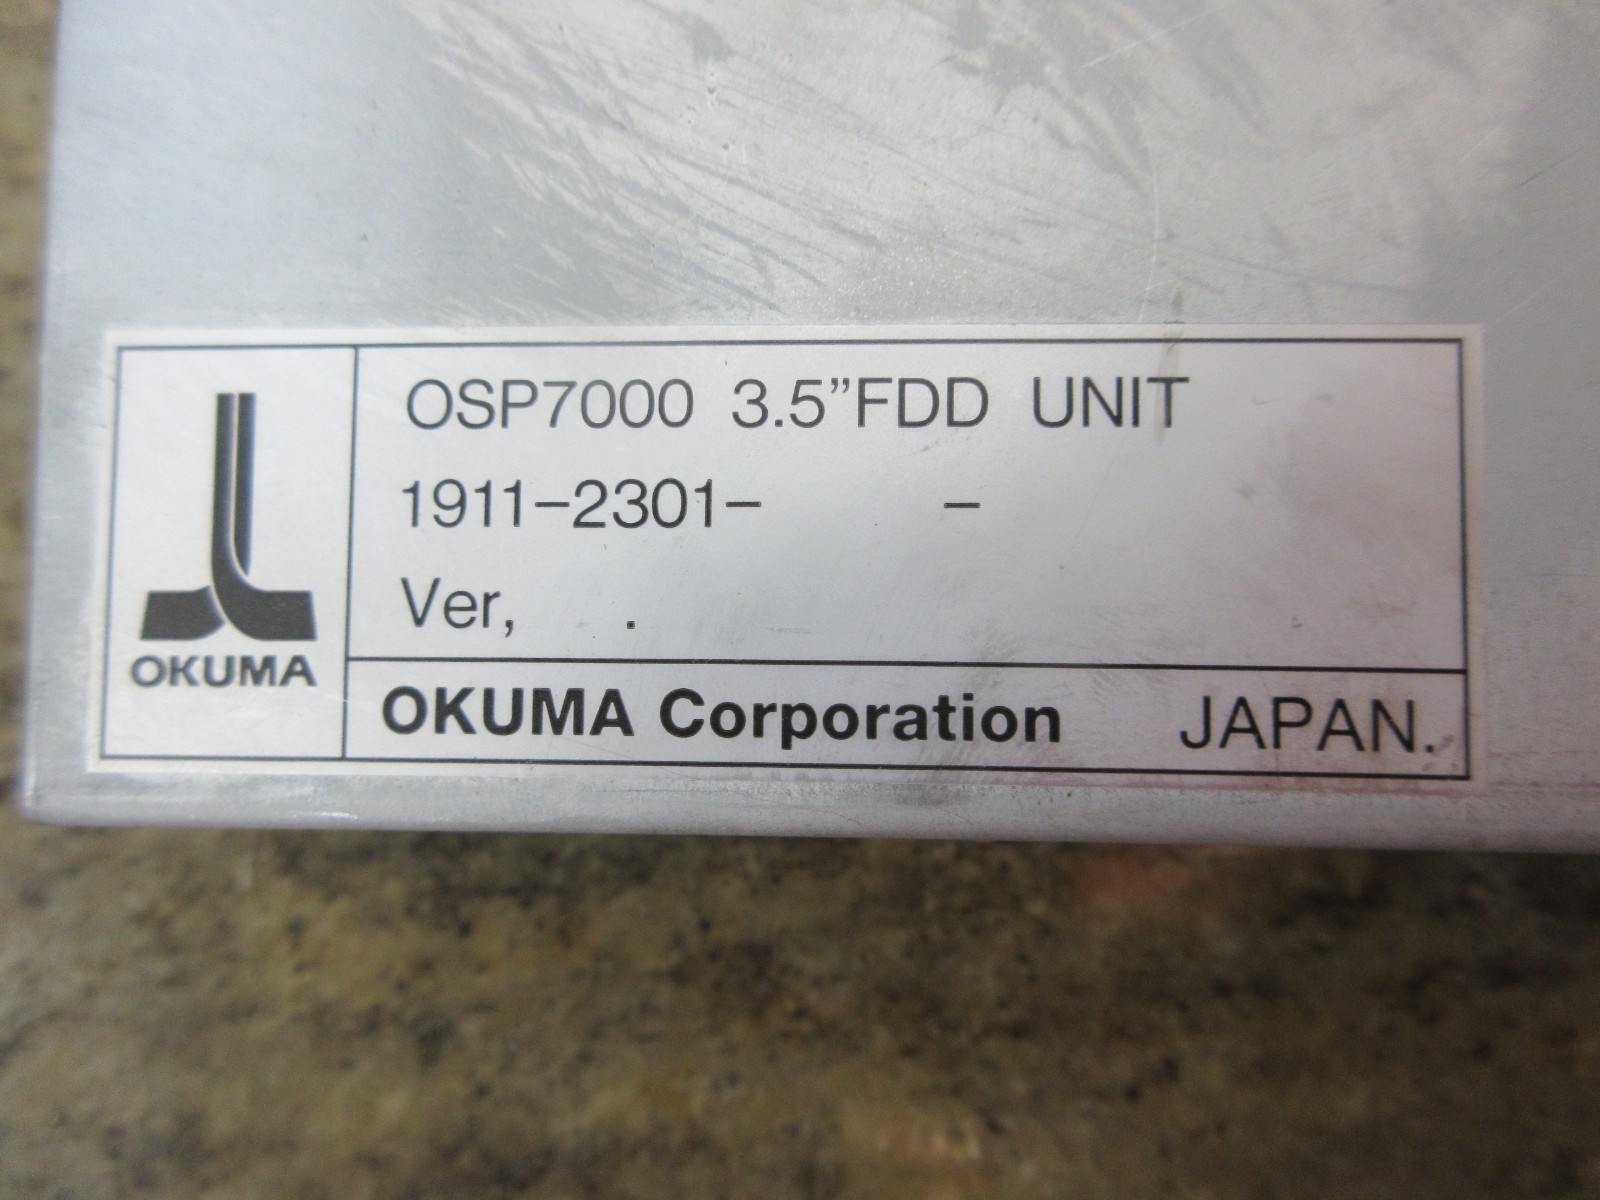 OSP7000 3.5”FDD UNIT
1911-2301- -
Ver, .
OKUMA
OKUMA Corporation JAPAN.